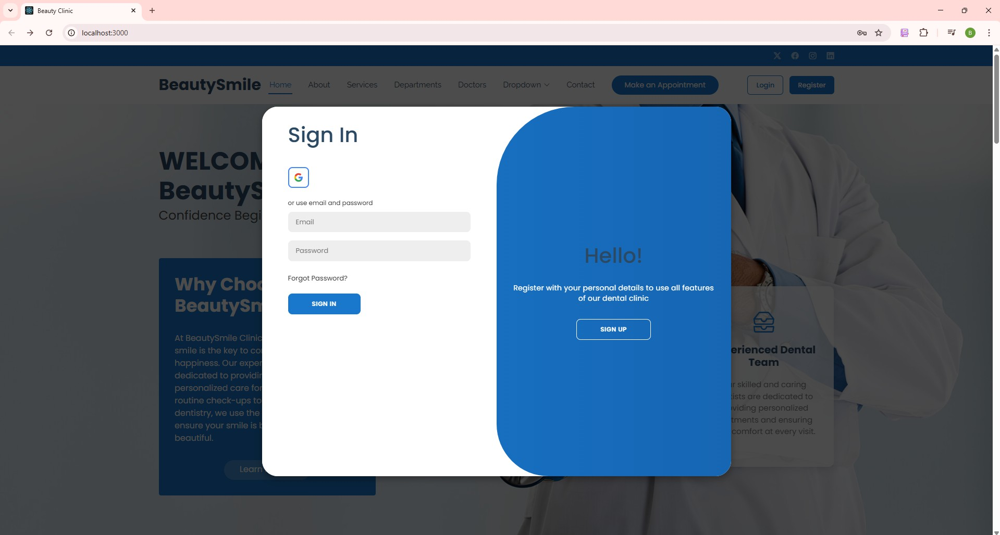 Beauty Clinic
localhost:3000
B
BeautySmile
Home
About
Services
Departments
Doctors
Dropdown
Contact
Make an Appointment
Login
Register
WELCOM
BeautyS
Confidence Begi
Why Choo
BeautySm
At BeautySmile Clinic
smile is the key to co
happiness. Our exper
dedicated to providin
personalized care for
routine check-ups to
dentistry, we use the
ensure your smile is b
beautiful.
Learn
Sign In
G
or use email and password
Email
Password
Forgot Password?
SIGN IN
Hello!
Register with your personal details to use all features
of our dental clinic
SIGN UP
erienced Dental
Team
r skilled and caring
tists are dedicated to
viding personalized
tments and ensuring
comfort at every visit.